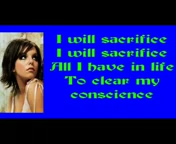 I will sacrifice
I will sacrifice
All I have in life
To clear my
conscience